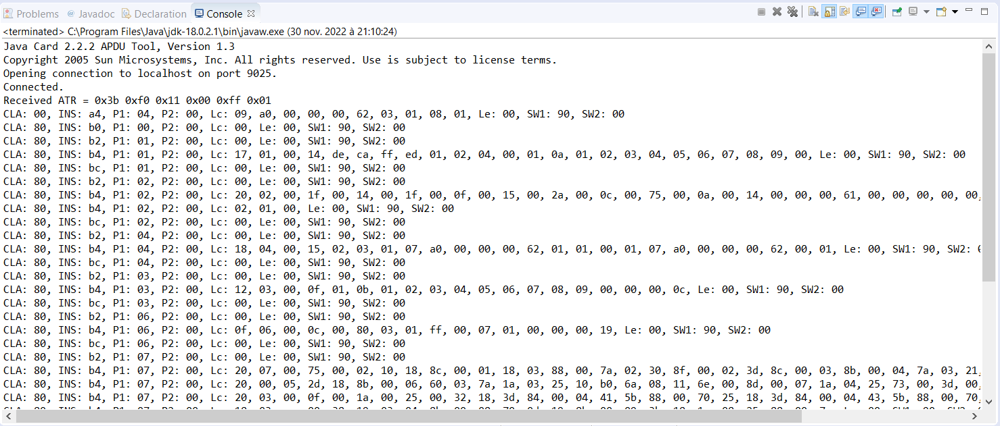 Problems @ Javadoc Declaration Console
<terminated> C:\Program Files\Java\jdk-18.0.2.1\bin\javaw.exe (30 nov. 2022 à 21:10:24)
Java Card 2.2.2 APDU Tool, Version 1.3
Copyright 2005 Sun Microsystems, Inc. All rights reserved. Use is subject to license terms.
Opening connection to localhost on port 9025.
Connected.
Received ATR = 0x3b 0xf0 0x11 0x00 0xff 0x01
CLA: 00, INS: a4, P1: 04, P2: 00, Lc: 09, a0, 00, 00, 00, 62, 03, 01, 08, 01, Le: 00, SW1: 90, SW2: 00
CLA: 80, INS: b0, P1: 00, P2: 00, Lc: 00, Le: 00, SW1: 90, SW2: 00
CLA: 80, INS: b2, P1: 01, P2: 00, Lc: 00, Le: 00, SW1: 90, SW2: 00
CLA: 80, INS: b4, P1: 01, P2: 00, Lc: 17, 01, 00, 14, de, ca, ff, ed, 01, 02, 04, 00, 01, 0a, 01, 02, 03, 04, 05, 06, 07, 08, 09, 00, Le: 00, SW1: 90, SW2: 00
CLA: 80, INS: bc, P1: 01, P2: 00, Lc: 00, Le: 00, SW1: 90, SW2: 00
CLA: 80, INS: b2, P1: 02, P2: 00, Lc: 00, Le: 00, SW1: 90, SW2: 00
CLA: 80, INS: b4, P1: 02, P2: 00, Lc: 20, 02, 00, 1f, 00, 14, 00, 1f, 00, 0f, 00, 15, 00, 2a, 00, 0c, 00, 75, 00, 0a, 00, 14, 00, 00, 00, 61, 00, 00, 00, 00, 00,
CLA: 80, INS: b4, P1: 02, P2: 00, Lc: 02, 01, 00, Le: 00, SW1: 90, SW2: 00
CLA: 80, INS: bc, P1: 02, P2: 00, Lc: 00, Le: 00, SW1: 90, SW2: 00
CLA: 80, INS: b2, P1: 04, P2: 00, Lc: 00, Le: 00, SW1: 90, SW2: 00
CLA: 80, INS: b4, P1: 04, P2: 00, Lc: 18, 04, 00, 15, 02, 03, 01, 07, a0, 00, 00, 00, 62, 01, 01, 00, 01, 07, a0, 00, 00, 00, 62, 00, 01, Le: 00, SW1: 90, SW2:
CLA: 80, INS: bc, P1: 04, P2: 00, Lc: 00, Le: 00, SW1: 90, SW2: 00
CLA: 80, INS: b2, P1: 03, P2: 00, Lc: 00, Le: 00, SW1: 90, SW2: 00
CLA: 80, INS: b4, P1: 03, P2: 00, Lc: 12, 03, 00, 0f, 01, 0b, 01, 02, 03, 04, 05, 06, 07, 08, 09, 00, 00, 00, 0c, Le: 00, SW1: 90, SW2: 00
CLA: 80, INS: bc, P1: 03, P2: 00, Lc: 00, Le: 00, SW1: 90, SW2: 00
CLA: 80, INS: b2, P1: 06, P2: 00, Lc: 00, Le: 00, SW1: 90, SW2: 00
CLA: 80, INS: b4, P1: 06, P2: 00, Lc: 0f, 06, 00, 0c, 00, 80, 03, 01, ff, 00, 07, 01, 00, 00, 00, 19, Le: 00, SW1: 90, SW2: 00
CLA: 80, INS: bc, P1: 06, P2: 00, Lc: 00, Le: 00, SW1: 90, SW2: 00
CLA: 80, INS: b2, P1: 07, P2: 00, Lc: 00, Le: 00, SW1: 90, SW2: 00
CLA: 80, INS: b4, P1: 07, P2: 00, Lc: 20, 07, 00, 75, 00, 02, 10, 18, 8c, 00, 01, 18, 03, 88, 00, 7a, 02, 30, 8f, 00, 02, 3d, 8c, 00, 03, 8b, 00, 04, 7a, 03, 21,
CLA: 80, INS: b4, P1: 07, P2: 00, Lc: 20, 00, 05, 2d, 18, 8b, 00, 06, 60, 03, 7a, 1a, 03, 25, 10, b0, 6a, 08, 11, 6e, 00, 8d, 00, 07, 1a, 04, 25, 73, 00, 3d, 00,
CLA: 80, INS: b4, P1: 07, P2: 00, Lc: 20, 03, 00, 0f, 00, 1a, 00, 25, 00, 32, 18, 3d, 84, 00, 04, 41, 5b, 88, 00, 70, 25, 18, 3d, 84, 00, 04, 43, 5b, 88, 00, 70,